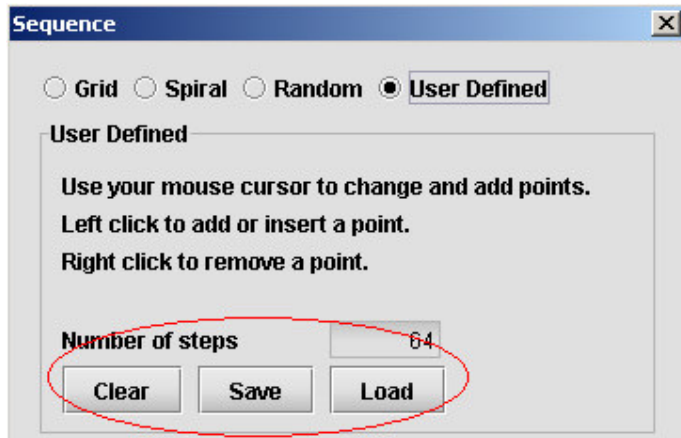 Sequence
Grid Spiral Random User Defined
User Defined
Use your mouse cursor to change and add points.
Left click to add or insert a point.
Right click to remove a point.
Number of steps 64
Clear Save Load